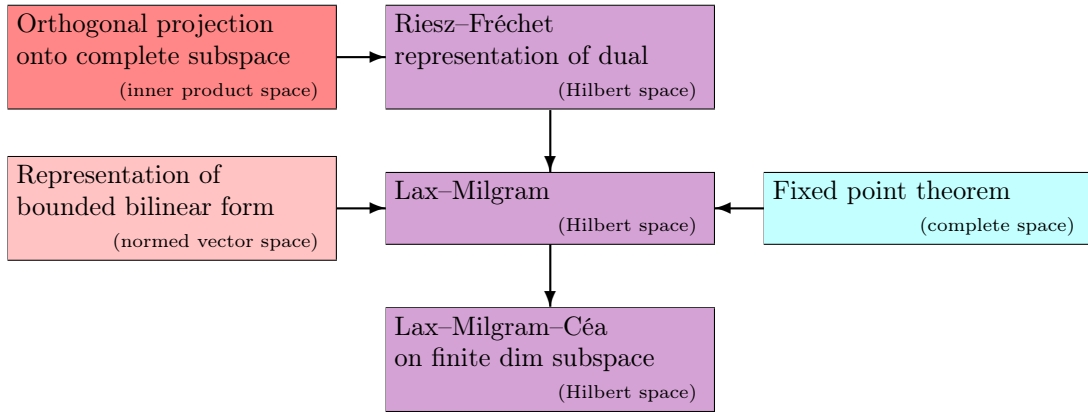 Orthogonal projection
onto complete subspace
(inner product space)
Riesz–Fréchet
representation of dual
(Hilbert space)
Representation of
bounded bilinear form
(normed vector space)
Lax–Milgram
(Hilbert space)
Fixed point theorem
(complete space)
Lax–Milgram–Céa
on finite dim subspace
(Hilbert space)